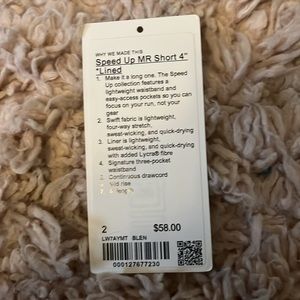 WHY WE MADE THIS
Speed Up MR Short 4"
*Lined
1. Make it a long one. The Speed
Up collection features a
lightweight waistband and
easy-access pockets so you can
focus on your run, not your
gear
2. Swift fabric is lightweight,
four-way stretch,
sweat-wicking, and quick-drying
3. Liner is lightweight,
sweat-wicking, and quick-drying
with added Lycra® fibre
4. Signature three-pocket
waistband
Continuous drawcord
rise
length
2 $58.00
LW7AYMT BLEN
000127677230